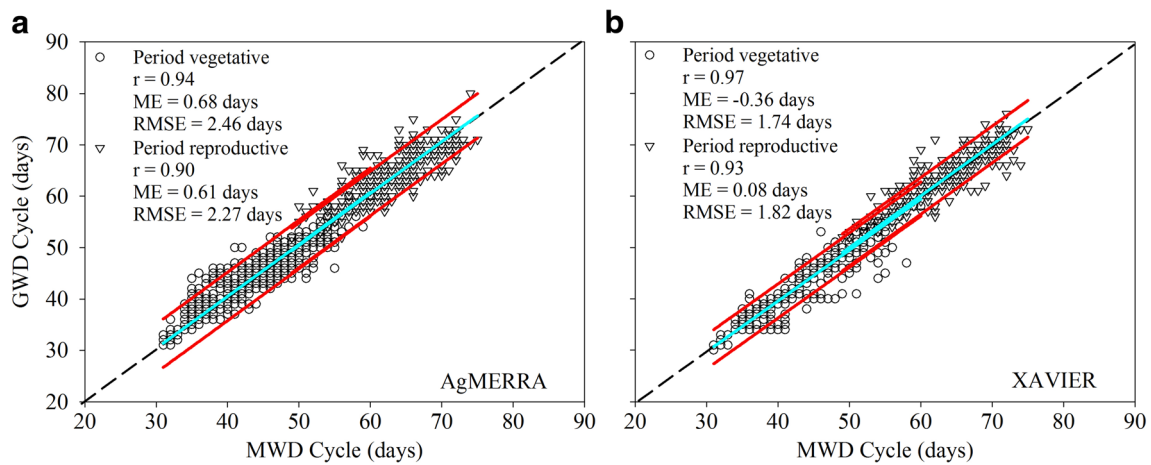 a
GWD Cycle (days)
90
80
70
60
50
40
30
20
Period vegetative
r = 0.94
ME = 0.68 days
RMSE = 2.46 days
Period reproductive
r = 0.90
ME = 0.61 days
RMSE = 2.27 days
AgMERRA
20 30 40 50 60 70 80 90
MWD Cycle (days)
b
Period vegetative
r = 0.97
ME = -0.36 days
RMSE = 1.74 days
Period reproductive
r = 0.93
ME = 0.08 days
RMSE = 1.82 days
XAVIER
20 30 40 50 60 70 80 90
MWD Cycle (days)